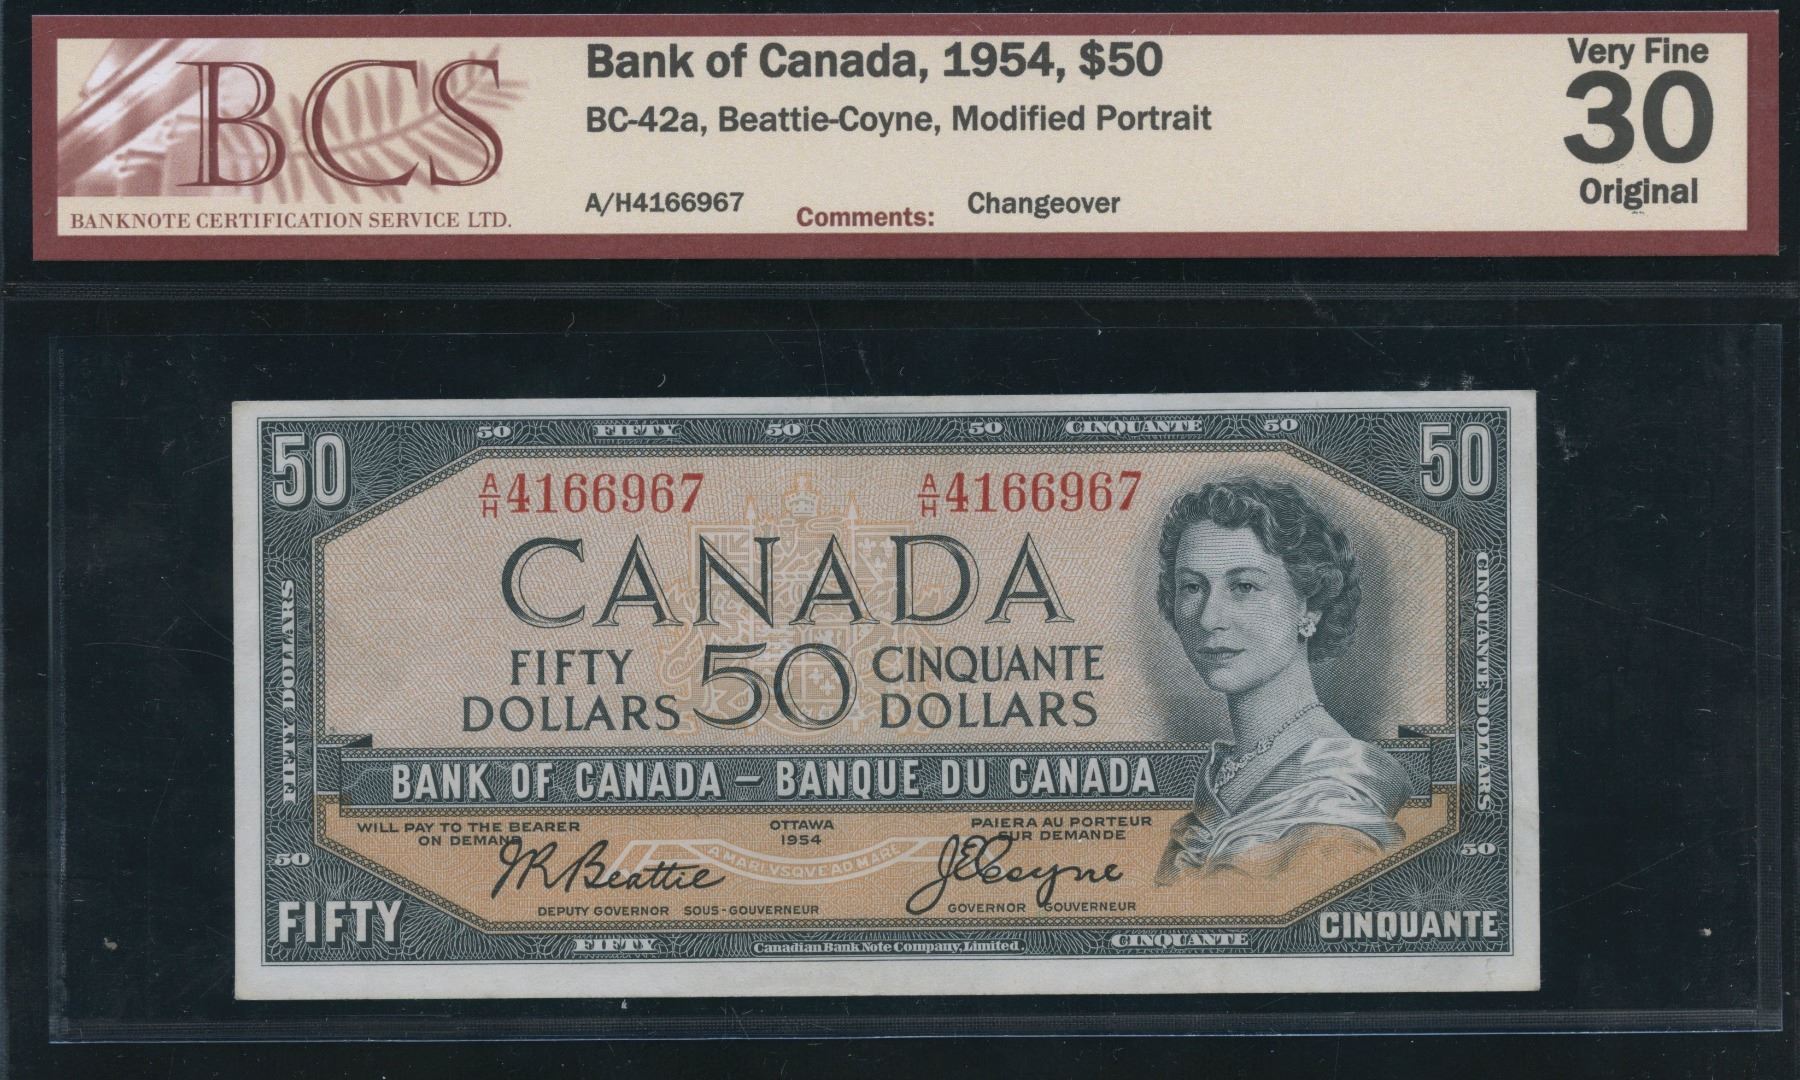 BCS
BANKNOTE CERTIFICATION SERVICE LTD.
Bank of Canada, 1954, $50
BC-42a, Beattie-Coyne, Modified Portrait
A/H4166967 Comments: Changeover
Very Fine
30
Original
50 50 FIFTY 50 50 CINQUANTE 50 50
A/H 4166967 A/H 4166967
CANADA
FIFTY DOLLARS
FIFTY
DOLLARS
50
CINQUANTE
DOLLARS
CINQUANTE DOLLARS
BANK OF CANADA – BANQUE DU CANADA
WILL PAY TO THE BEARER
ON DEMAND
OTTAWA
1954
PAIERA AU PORTEUR
SUR DEMANDE
A MARI VSQVE AD MARE
50 50
JRBeattie JECoyne
DEPUTY GOVERNOR SOUS-GOUVERNEUR GOVERNOR GOUVERNEUR
FIFTY CINQUANTE
FIFTY Canadian Bank Note Company, Limited. CINQUANTE